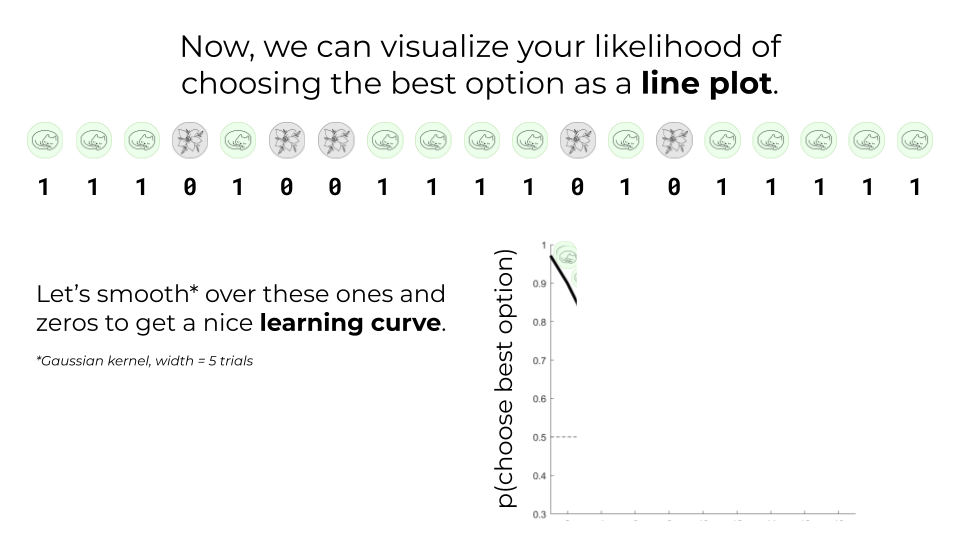 Now, we can visualize your likelihood of
choosing the best option as a line plot.
1 1 1 0 1 0 0 1 1 1 1 0 1 0 1 1 1 1 1
Let’s smooth* over these ones and
zeros to get a nice learning curve.
*Gaussian kernel, width = 5 trials
p(choose best option)
1
0.9
0.8
0.7
0.6
0.5
0.4
0.3